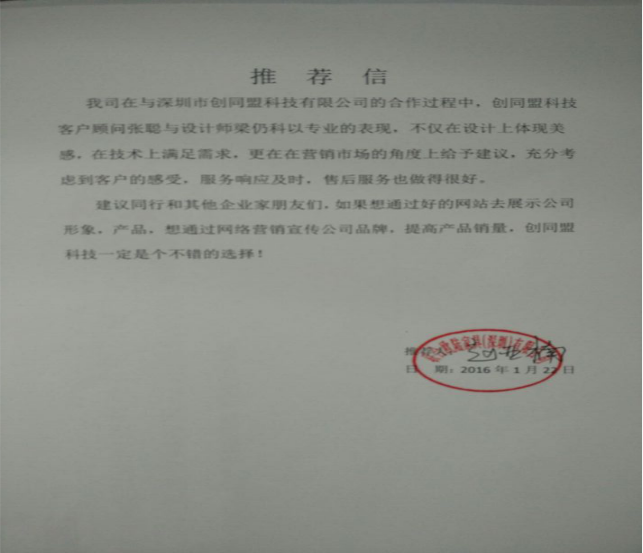 推 荐 信
我司在与深圳市创同盟科技有限公司的合作过程中，创同盟科技
客户顾问张聪与设计师梁仍科以专业的表现，不仅在设计上体现美
感，在技术上满足需求，更在在营销市场的角度上给予建议，充分考
虑到客户的感受，服务响应及时，售后服务也做得很好。
建议同行和其他企业家朋友们，如果想通过好的网站去展示公司
形象，产品，想通过网络营销宣传公司品牌，提高产品销量，创同盟
科技一定是个不错的选择！
推荐
日 期：2016 年 1 月 22 日